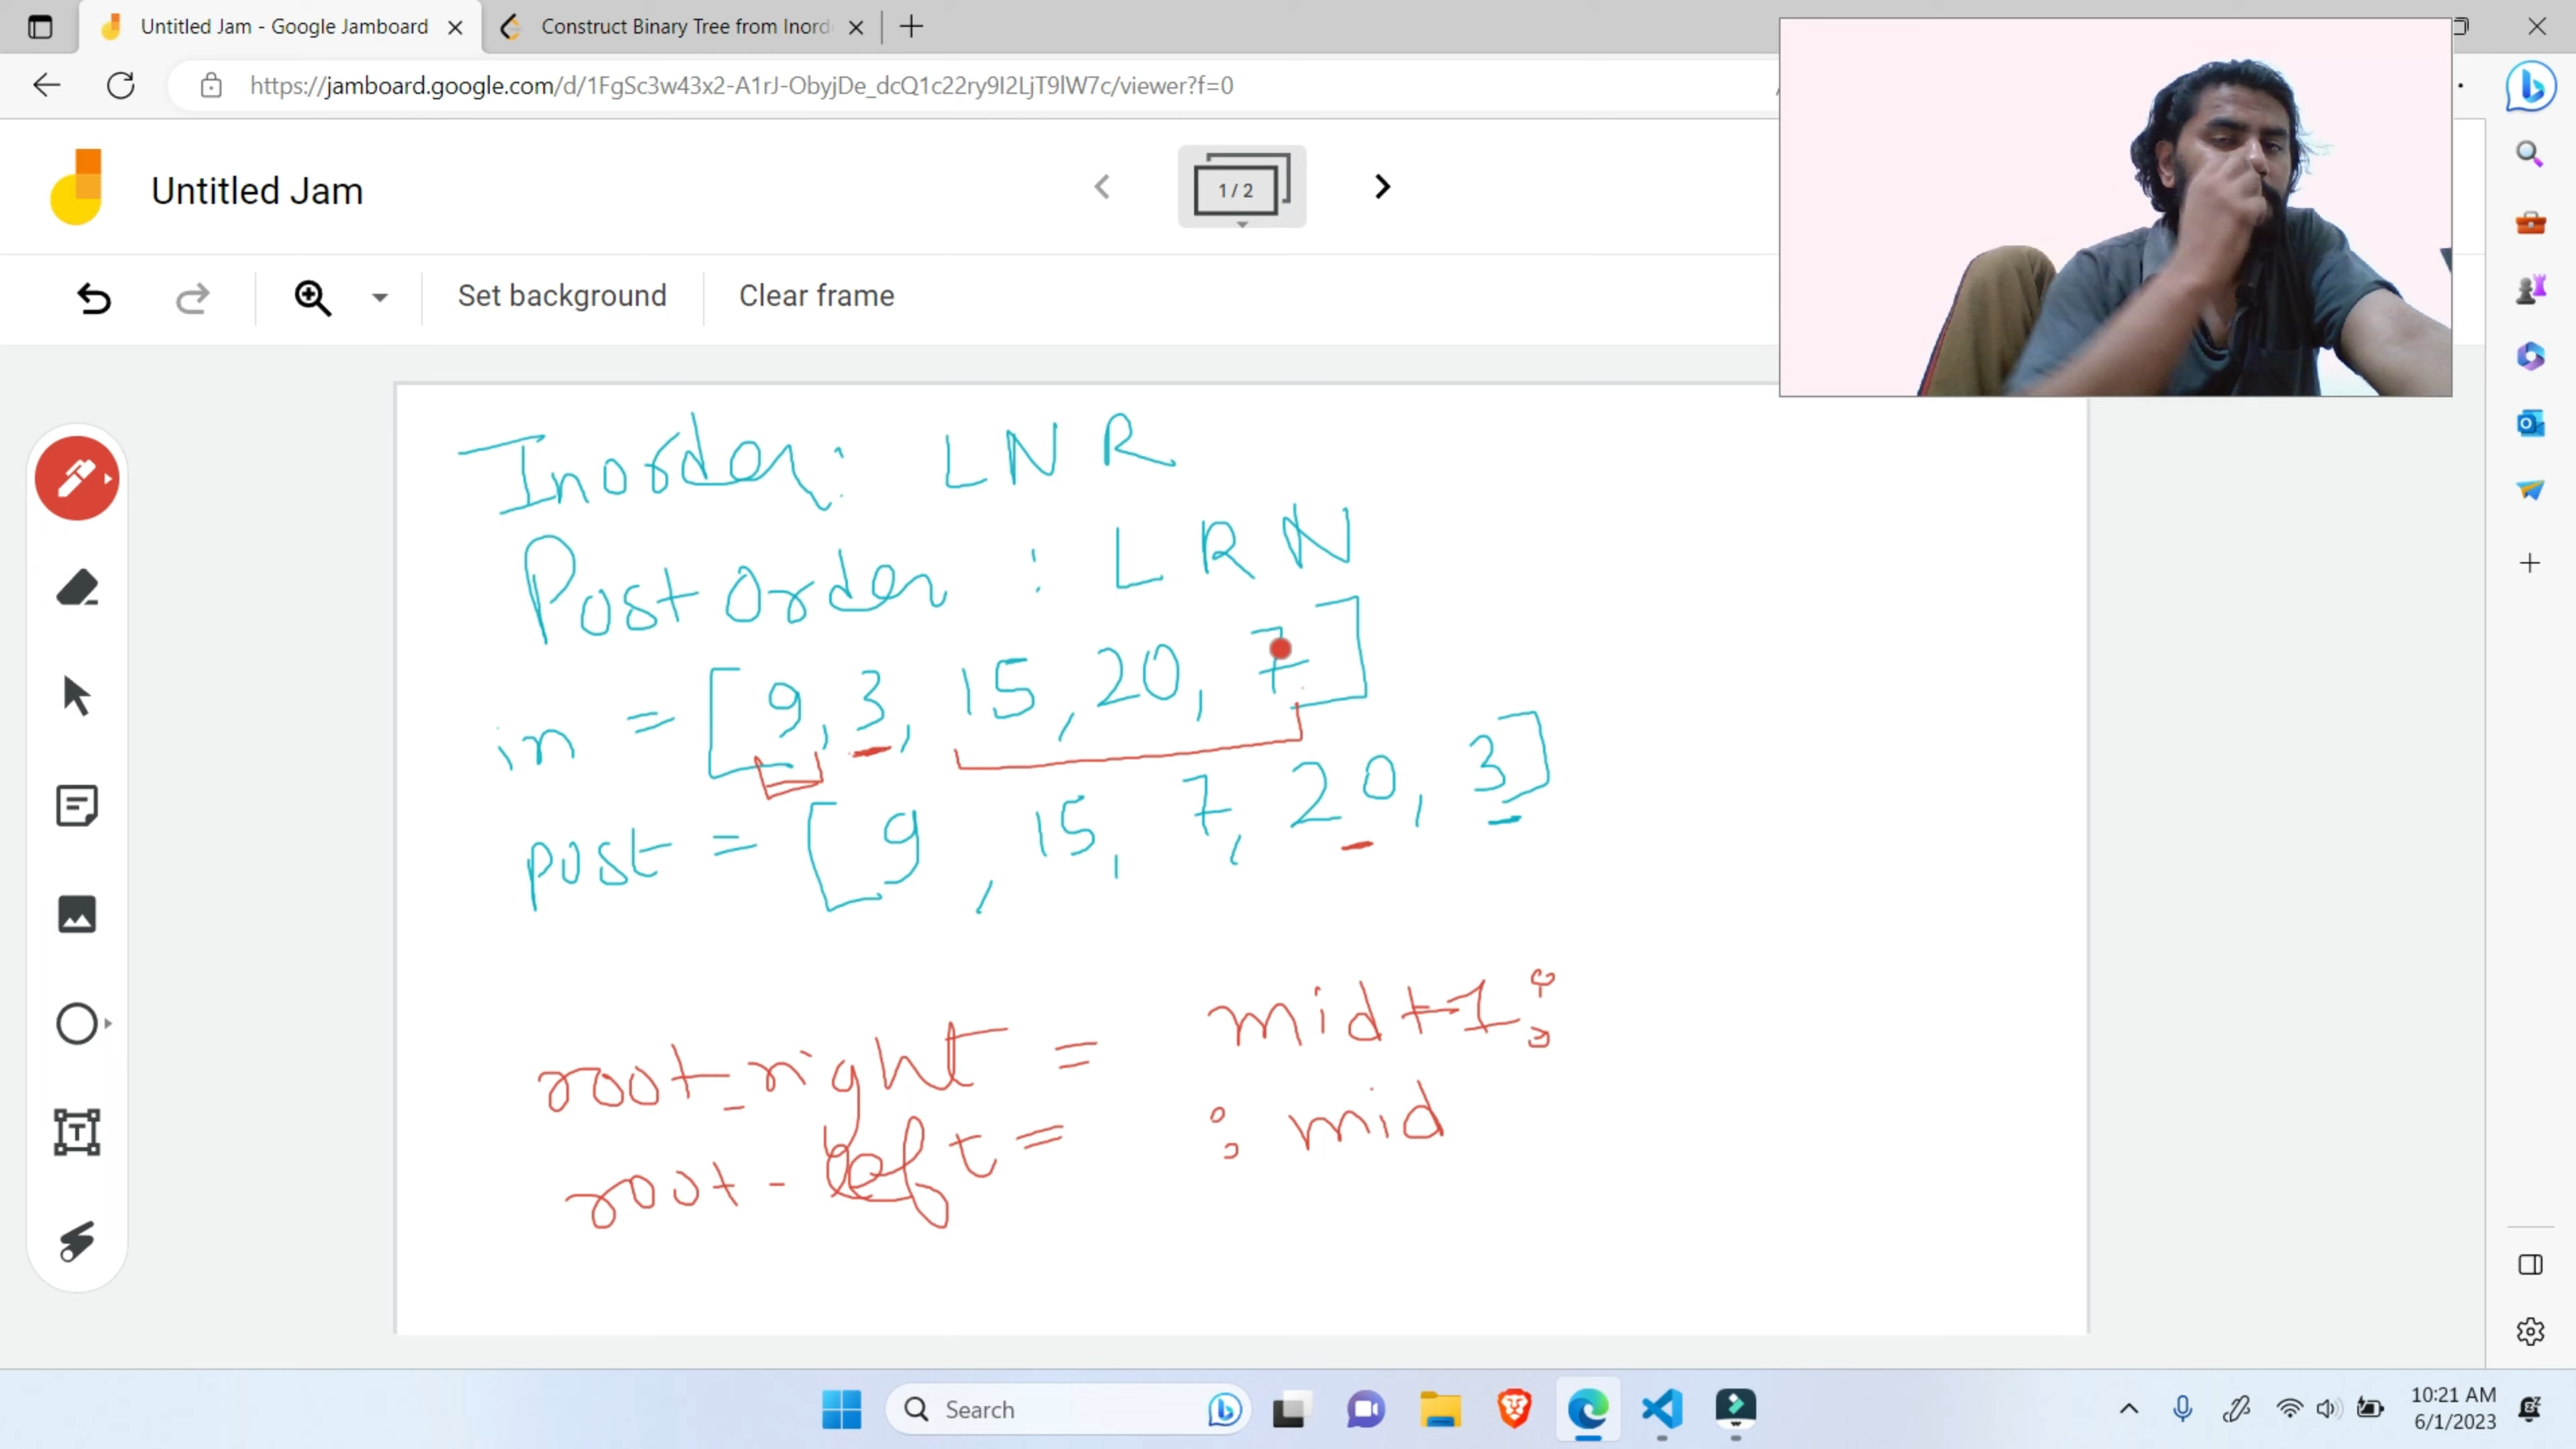 Untitled Jam - Google Jamboard
Construct Binary Tree from Inord
https://jamboard.google.com/d/1FgSc3w43x2-A1rJ-ObyjDe_dcQ1c22ry9I2LjT9lW7c/viewer?f=0
Untitled Jam
1 / 2
Set background
Clear frame
Inorder: LNR
PostOrder : LRN
in = [9, 3, 15, 20, 7]
post = [9, 15, 7, 20, 3]
root_right = mid+1:
root-left = : mid
Search
10:21 AM
6/1/2023